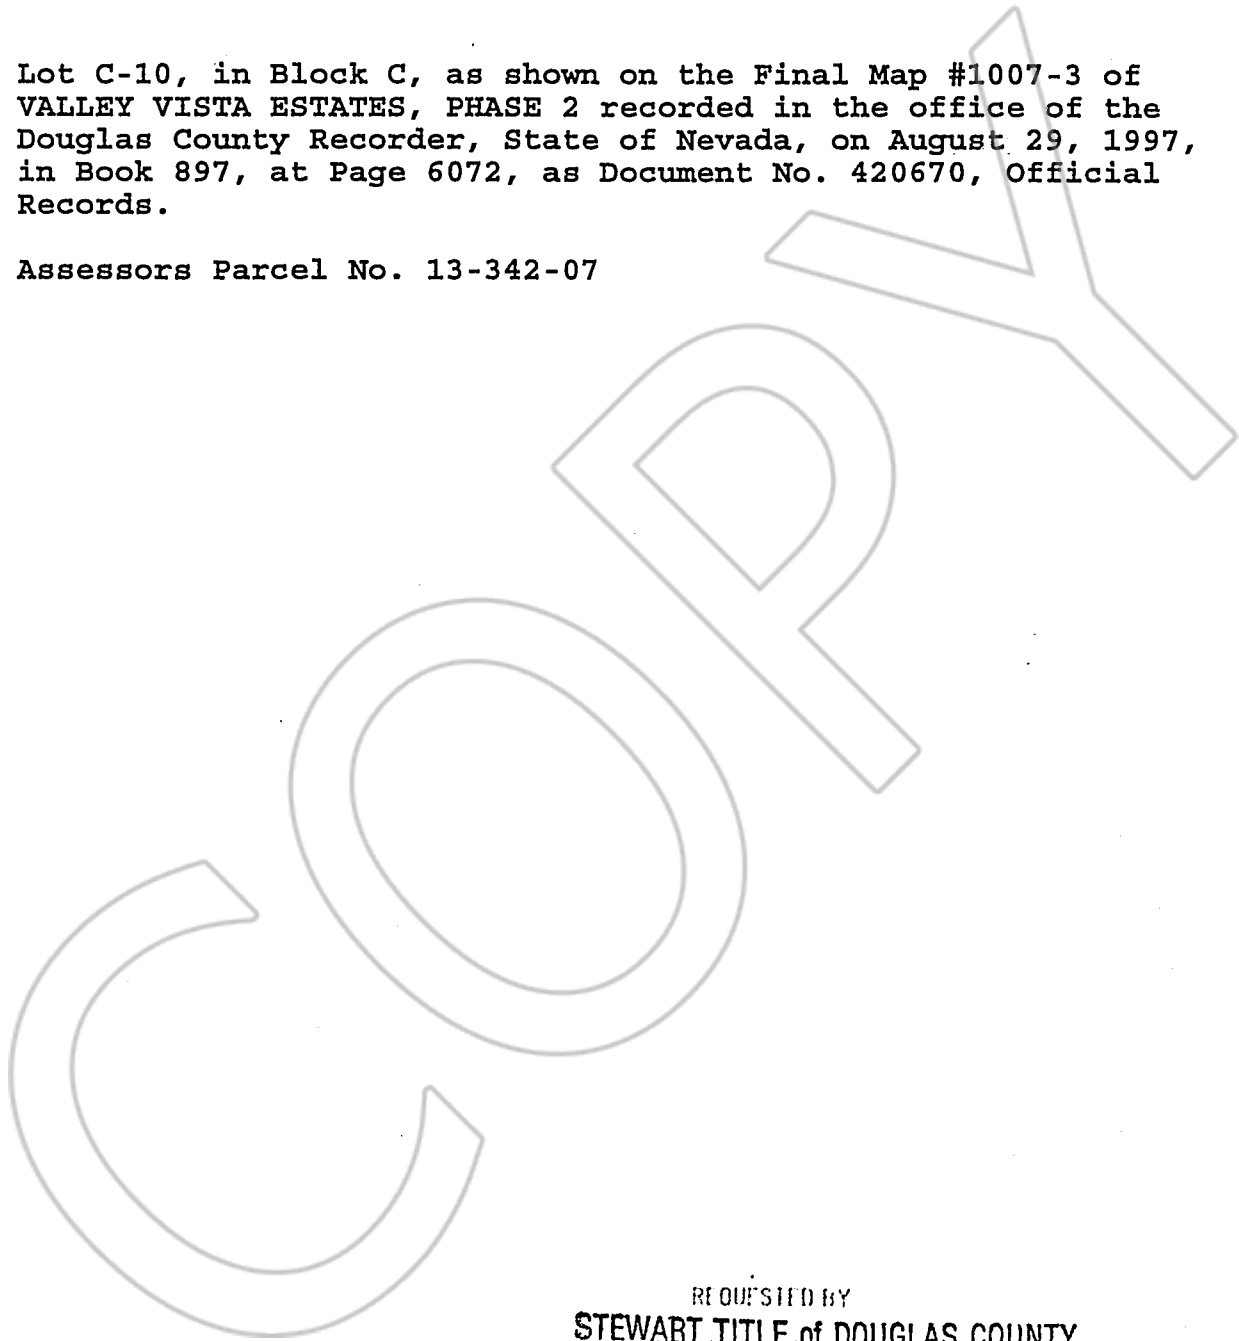 Lot C-10, in Block C, as shown on the Final Map #1007-3 of
VALLEY VISTA ESTATES, PHASE 2 recorded in the office of the
Douglas County Recorder, State of Nevada, on August 29, 1997,
in Book 897, at Page 6072, as Document No. 420670, Official
Records.
Assessors Parcel No. 13-342-07
COPY
REQUESTED BY
STEWART TITLE of DOUGLAS COUNTY